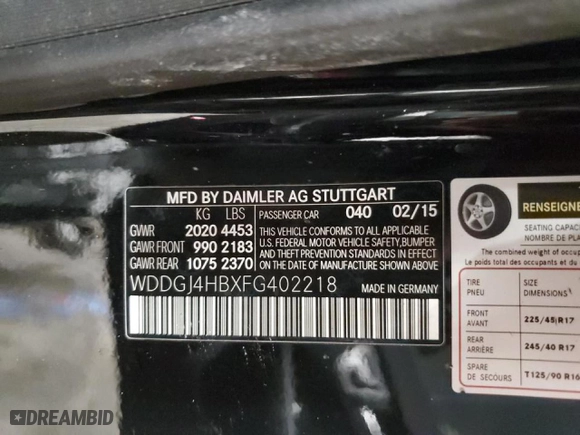 MFD BY DAIMLER AG STUTTGART
KG LBS PASSENGER CAR 040 02/15
GVWR 2020 4453
GAWR FRONT 990 2183
GAWR REAR 1075 2370
THIS VEHICLE CONFORMS TO ALL APPLICABLE
U.S. FEDERAL MOTOR VEHICLE SAFETY,BUMPER
AND THEFT PREVENTION STANDARDS IN EFFECT
ON THE DATE OF MANUFACTURE SHOWN ABOVE
WDDGJ4HBXFG402218 MADE IN GERMANY
SEATING CAPAC
NOMBRE DE PLA
The combined weight of occup
Le poids total des occupants et du
TIRE SIZE
PNEU DIMENSIONS
FRONT
AVANT
225/45 R17
REAR
ARRIÈRE
245/40 R17
SPARE
DE SECOURS
T125/90 R16
DREAMBID